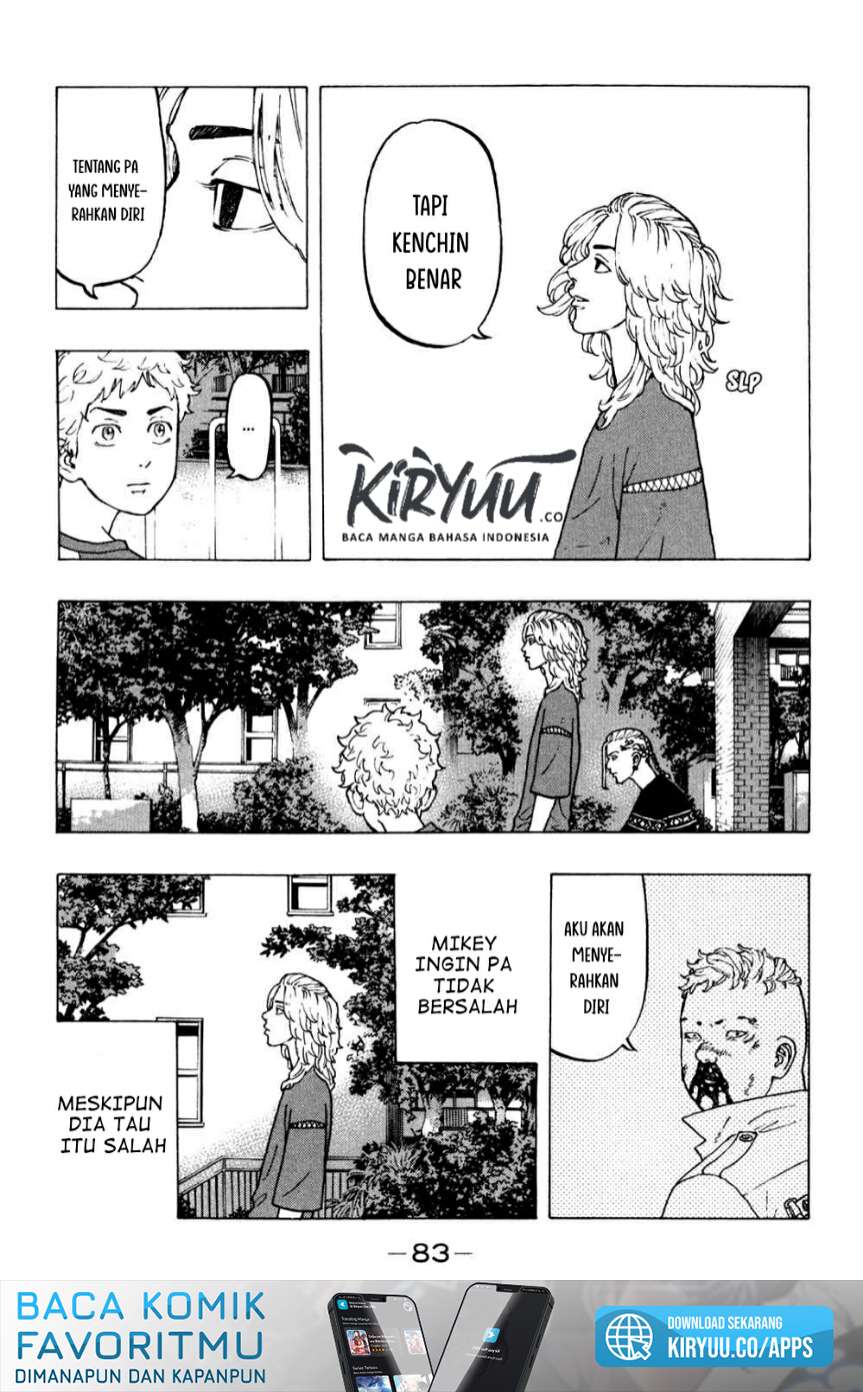 TAPI
KENCHIN
BENAR
SLP
TENTANG PA
YANG MENYE-
RAHKAN DIRI
...
KIRYUU.CO
BACA MANGA BAHASA INDONESIA
AKU AKAN
MENYE-
RAHKAN
DIRI
MIKEY
INGIN PA
TIDAK
BERSALAH
MESKIPUN
DIA TAU
ITU SALAH
—83—
BACA KOMIK
FAVORITMU
DIMANAPUN DAN KAPANPUN
DOWNLOAD SEKARANG
KIRYUU.CO/APPS